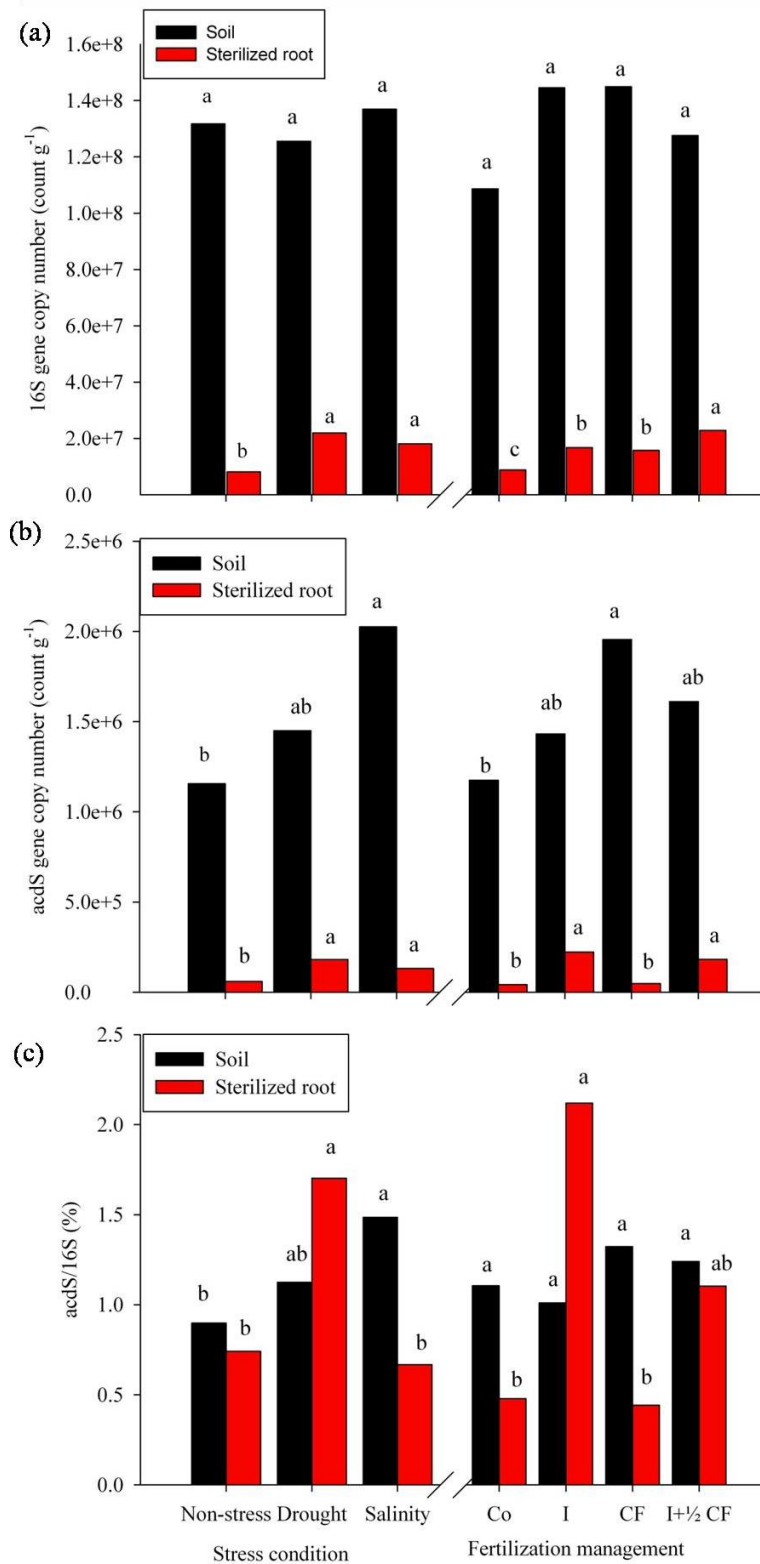 (a)
Soil
Sterilized root
16S gene copy number (count g-1)
1.6e+8
1.4e+8
1.2e+8
1.0e+8
8.0e+7
6.0e+7
4.0e+7
2.0e+7
0.0
a a a a a a a
b a a c b b a
(b)
Soil
Sterilized root
acdS gene copy number (count g-1)
2.5e+6
2.0e+6
1.5e+6
1.0e+6
5.0e+5
0.0
b ab a b ab a ab
b a a b a b a
(c)
Soil
Sterilized root
acdS/16S (%)
2.5
2.0
1.5
1.0
0.5
0.0
b ab a a a a a
b a b b a b ab
Non-stress Drought Salinity Co I CF I+½ CF
Stress condition Fertilization management